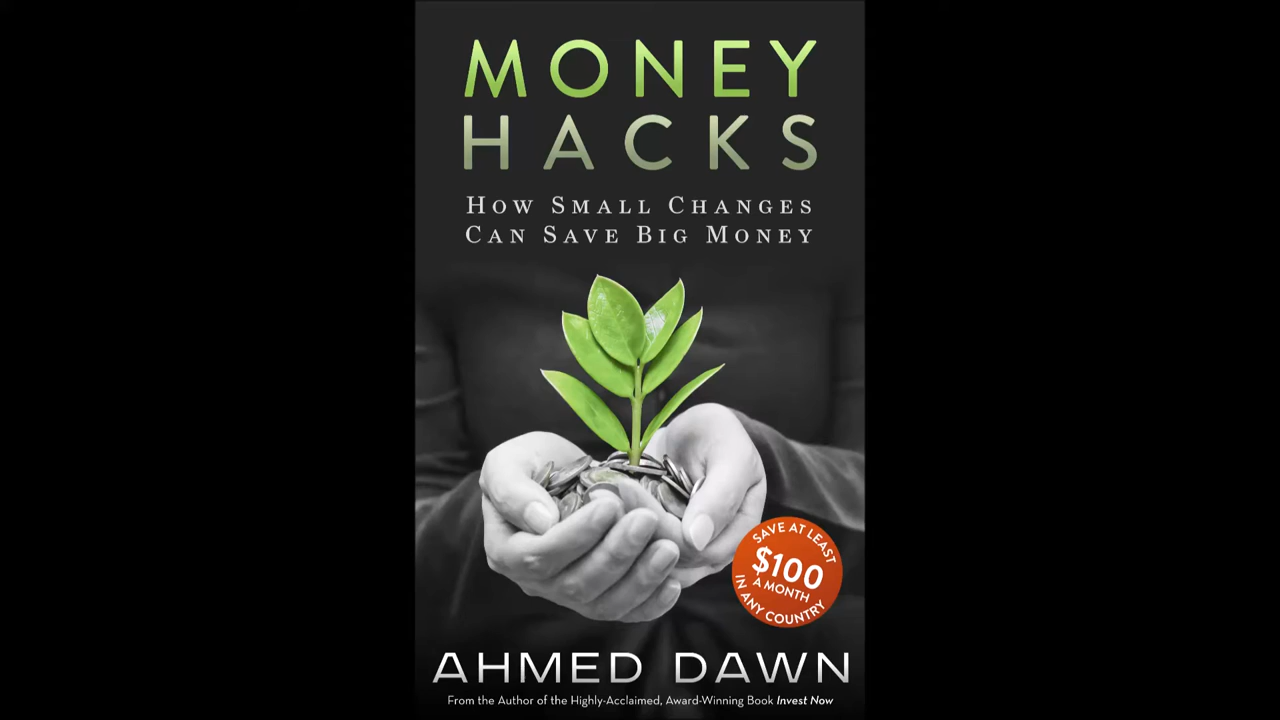 MONEY
HACKS
HOW SMALL CHANGES
CAN SAVE BIG MONEY
SAVE AT LEAST
$100
A MONTH
IN ANY COUNTRY
AHMED DAWN
From the Author of the Highly-Acclaimed, Award-Winning Book Invest Now